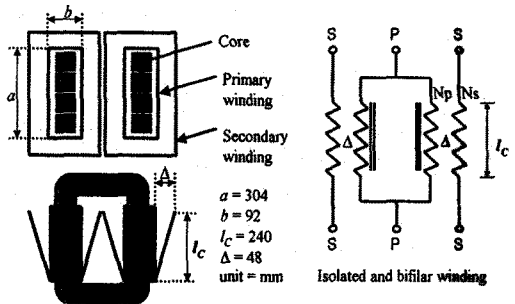 b
a
Core
Primary
winding
Secondary
winding
Δ
l_C
a = 304
b = 92
l_C = 240
Δ = 48
unit = mm
S P S
Np Ns
Δ Δ
l_C
S P S
Isolated and bifilar winding